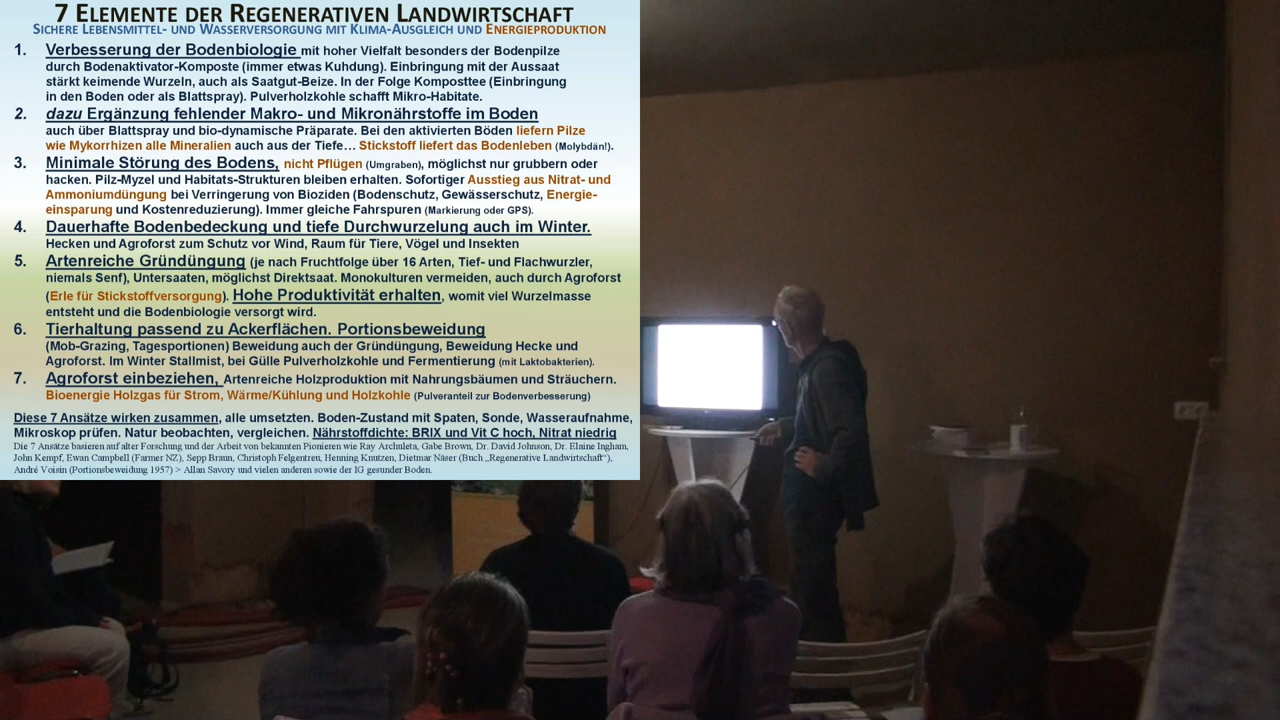 7 Elemente der Regenerativen Landwirtschaft
Sichere Lebensmittel- und Wasserversorgung mit Klima-Ausgleich und Energieproduktion
1. Verbesserung der Bodenbiologie mit hoher Vielfalt besonders der Bodenpilze
durch Bodenaktivator-Komposte (immer etwas Kuhdung). Einbringung mit der Aussaat
stärkt keimende Wurzeln, auch als Saatgut-Beize. In der Folge Komposttee (Einbringung
in den Boden oder als Blattspray). Pulverholzkohle schafft Mikro-Habitate.
2. dazu Ergänzung fehlender Makro- und Mikronährstoffe im Boden
auch über Blattspray und bio-dynamische Präparate. Bei den aktivierten Böden liefern Pilze
wie Mykorrhizen alle Mineralien auch aus der Tiefe... Stickstoff liefert das Bodenleben (Molybdän!).
3. Minimale Störung des Bodens, nicht Pflügen (Umgraben), möglichst nur grubbern oder
hacken. Pilz-Myzel und Habitats-Strukturen bleiben erhalten. Sofortiger Ausstieg aus Nitrat- und
Ammoniumdüngung bei Verringerung von Bioziden (Bodenschutz, Gewässerschutz, Energie-
einsparung und Kostenreduzierung). Immer gleiche Fahrspuren (Markierung oder GPS).
4. Dauerhafte Bodenbedeckung und tiefe Durchwurzelung auch im Winter.
Hecken und Agroforst zum Schutz vor Wind, Raum für Tiere, Vögel und Insekten
5. Artenreiche Gründüngung (je nach Fruchtfolge über 16 Arten, Tief- und Flachwurzler,
niemals Senf), Untersaaten, möglichst Direktsaat. Monokulturen vermeiden, auch durch Agroforst
(Erle für Stickstoffversorgung). Hohe Produktivität erhalten, womit viel Wurzelmasse
entsteht und die Bodenbiologie versorgt wird.
6. Tierhaltung passend zu Ackerflächen. Portionsbeweidung
(Mob-Grazing, Tagesportionen) Beweidung auch der Gründüngung, Beweidung Hecke und
Agroforst. Im Winter Stallmist, bei Gülle Pulverholzkohle und Fermentierung (mit Laktobakterien).
7. Agroforst einbeziehen, Artenreiche Holzproduktion mit Nahrungsbäumen und Sträuchern.
Bioenergie Holzgas für Strom, Wärme/Kühlung und Holzkohle (Pulveranteil zur Bodenverbesserung)
Diese 7 Ansätze wirken zusammen, alle umsetzten. Boden-Zustand mit Spaten, Sonde, Wasseraufnahme,
Mikroskop prüfen. Natur beobachten, vergleichen. Nährstoffdichte: BRIX und Vit C hoch, Nitrat niedrig
Die 7 Ansätze basieren auf alter Forschung und der Arbeit von bekannten Pionieren wie Ray Archuleta, Gabe Brown, Dr. David Johnson, Dr. Elaine Ingham,
John Kempf, Ewan Campbell (Farmer NZ.), Sepp Braun, Christoph Felgentreu, Henning Knutzen, Dietmar Näser (Buch „Regenerative Landwirtschaft“),
André Voisin (Portionsbeweidung 1957) > Allan Savory und vielen anderen sowie der IG gesunder Boden.